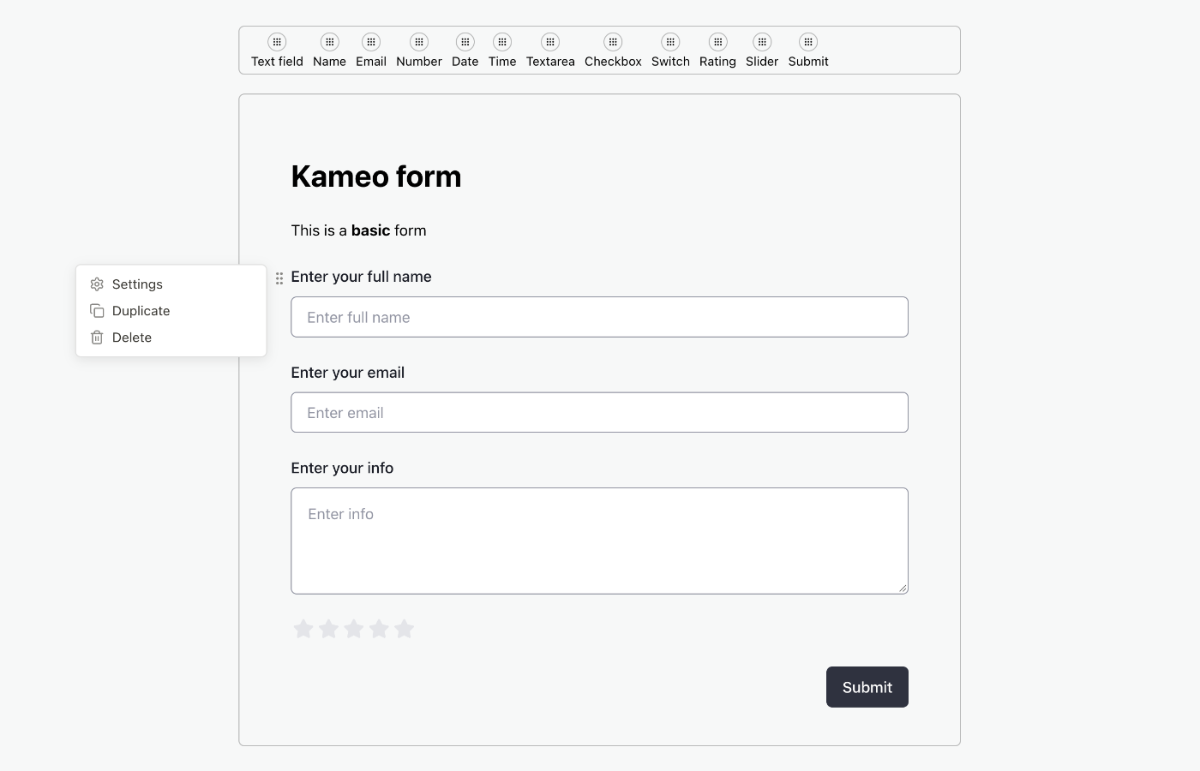 Text field Name Email Number Date Time Textarea Checkbox Switch Rating Slider Submit
Kameo form
This is a basic form
Settings
Duplicate
Delete
Enter your full name
Enter full name
Enter your email
Enter email
Enter your info
Enter info
Submit